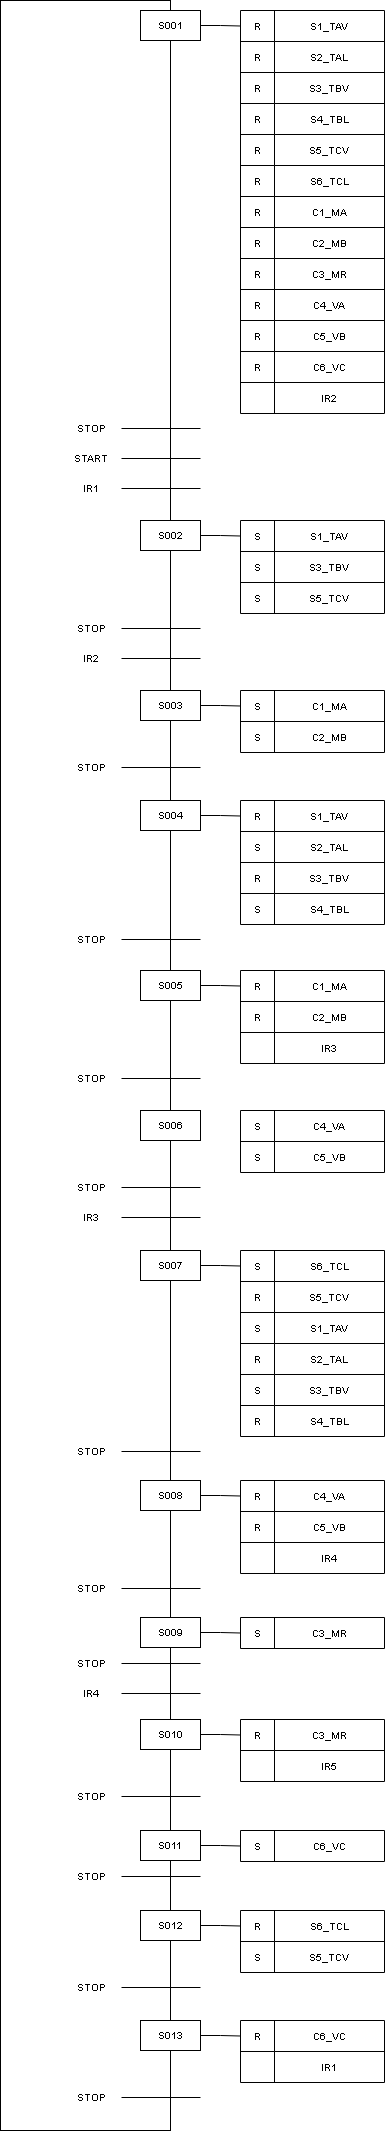 S001 R S1_TAV
R S2_TAL
R S3_TBV
R S4_TBL
R S5_TCV
R S6_TCL
R C1_MA
R C2_MB
R C3_MR
R C4_VA
R C5_VB
R C6_VC
IR2
STOP
START
IR1
S002 S S1_TAV
S S3_TBV
S S5_TCV
STOP
IR2
S003 S C1_MA
S C2_MB
STOP
S004 R S1_TAV
S S2_TAL
R S3_TBV
S S4_TBL
STOP
S005 R C1_MA
R C2_MB
IR3
STOP
S006 S C4_VA
S C5_VB
STOP
IR3
S007 S S6_TCL
R S5_TCV
S S1_TAV
R S2_TAL
S S3_TBV
R S4_TBL
STOP
S008 R C4_VA
R C5_VB
IR4
STOP
S009 S C3_MR
STOP
IR4
S010 R C3_MR
IR5
STOP
S011 S C6_VC
STOP
S012 R S6_TCL
S S5_TCV
STOP
S013 R C6_VC
IR1
STOP